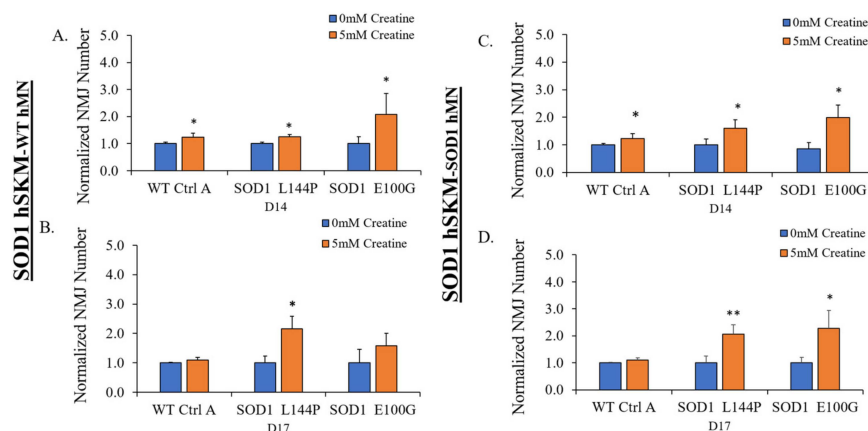 SOD1 hSKM-WT hMN
A.
0mM Creatine
5mM Creatine
Normalized NMJ Number
5.0
4.0
3.0
2.0
1.0
0.0
*
*
*
WT Ctrl A
SOD1 L144P
SOD1 E100G
D14
B.
0mM Creatine
5mM Creatine
Normalized NMJ Number
5.0
4.0
3.0
2.0
1.0
0.0
*
WT Ctrl A
SOD1 L144P
SOD1 E100G
D17
SOD1 hSKM-SOD1 hMN
C.
0mM Creatine
5mM Creatine
Normalized NMJ Number
5.0
4.0
3.0
2.0
1.0
0.0
*
*
*
WT Ctrl A
SOD1 L144P
SOD1 E100G
D14
D.
0mM Creatine
5mM Creatine
Normalized NMJ Number
5.0
4.0
3.0
2.0
1.0
0.0
**
*
WT Ctrl A
SOD1 L144P
SOD1 E100G
D17